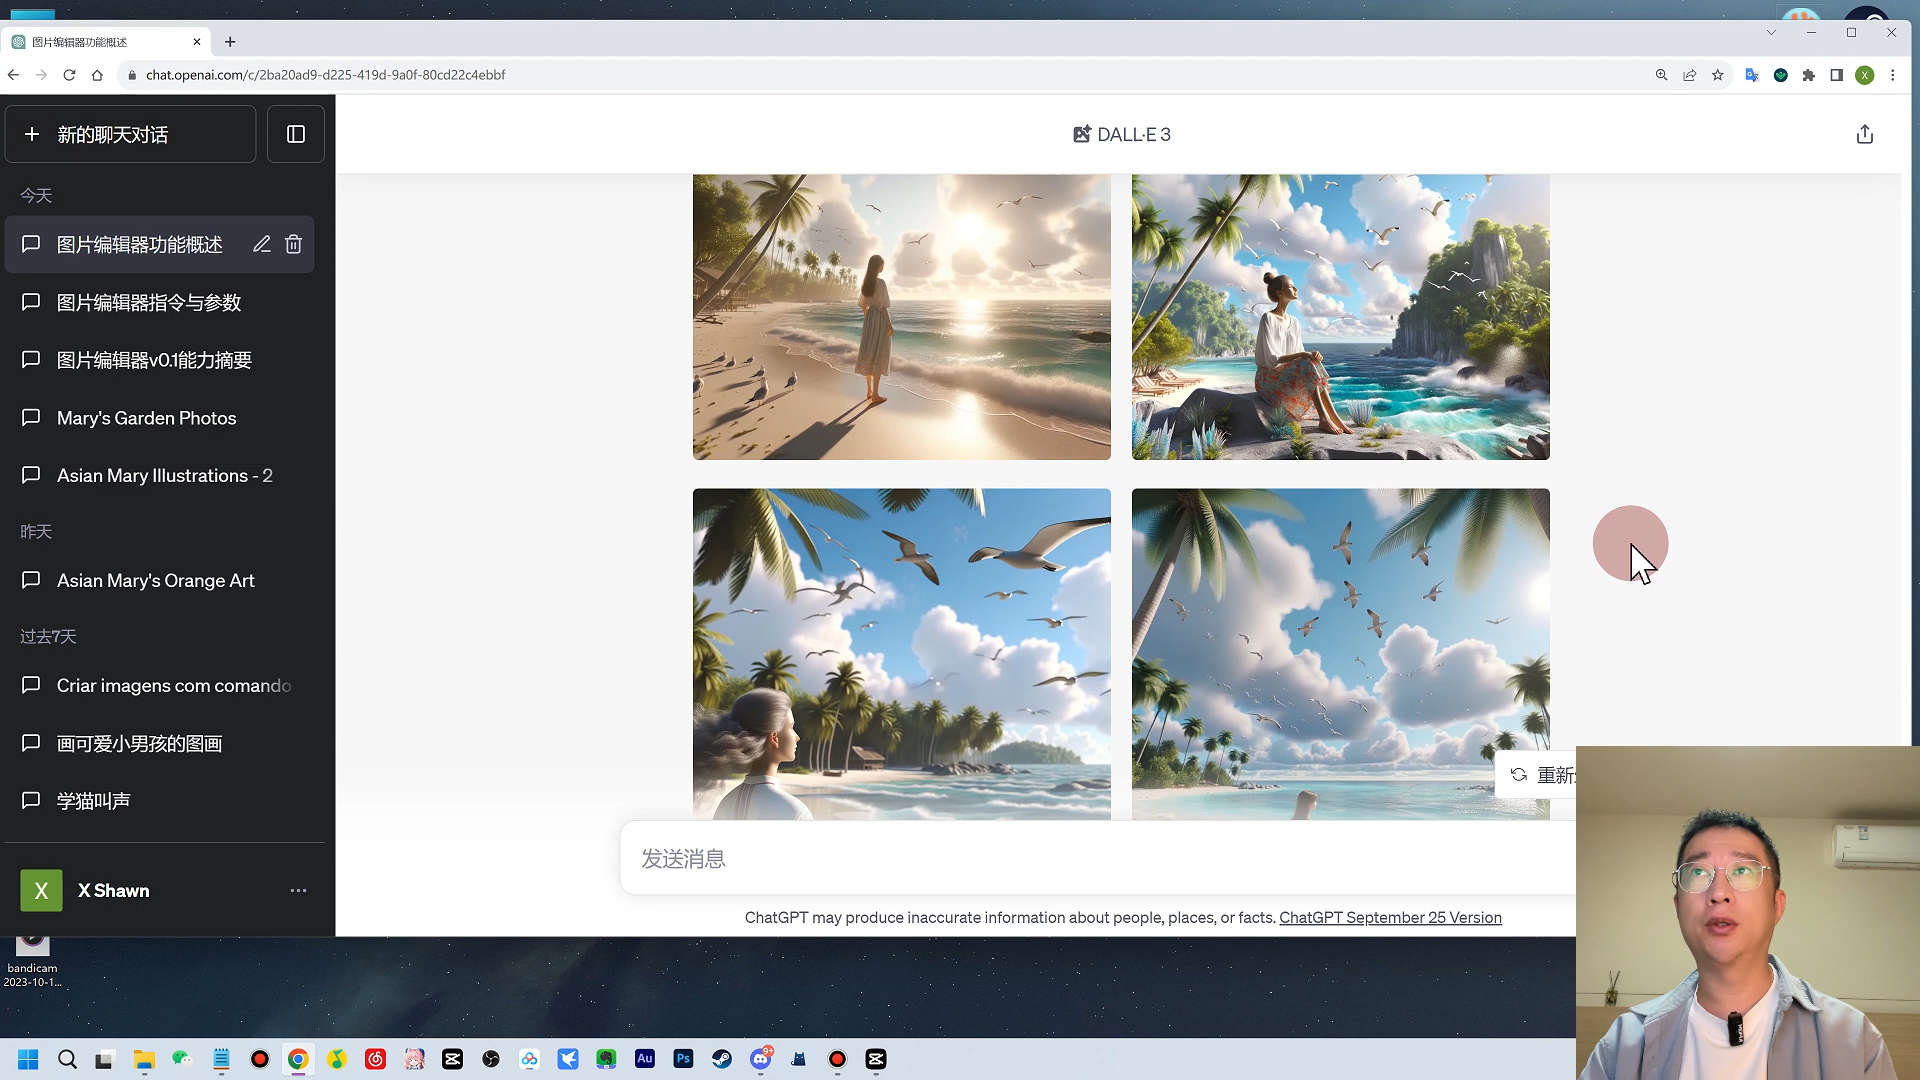 图片编辑器功能概述
chat.openai.com/c/2ba20ad9-d225-419d-9a0f-80cd22c4ebbf
X
新的聊天对话
DALL·E 3
今天
图片编辑器功能概述
图片编辑器指令与参数
图片编辑器v0.1能力摘要
Mary's Garden Photos
Asian Mary Illustrations - 2
昨天
Asian Mary's Orange Art
过去7天
Criar imagens com comando
画可爱小男孩的图画
学猫叫声
重新
X
X Shawn
发送消息
ChatGPT may produce inaccurate information about people, places, or facts. ChatGPT September 25 Version
bandicam
2023-10-1...
Au
Ps
9+